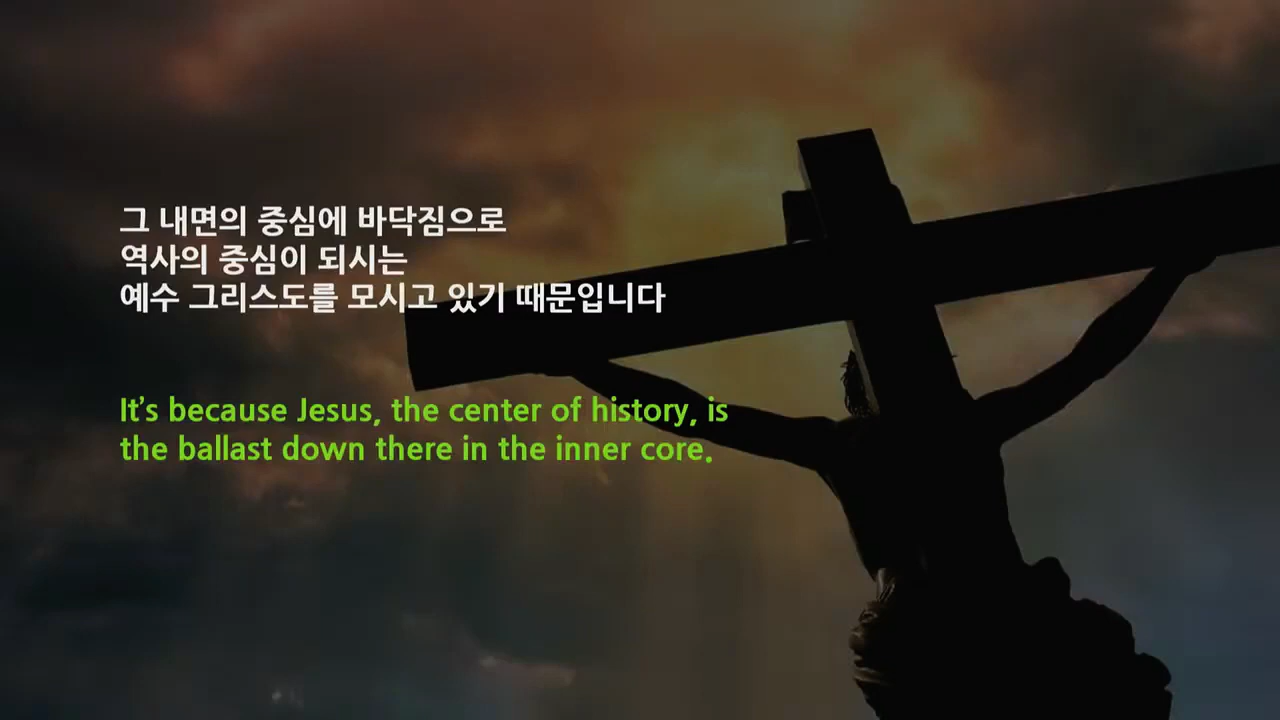 그 내면의 중심에 바닥짐으로
역사의 중심이 되시는
예수 그리스도를 모시고 있기 때문입니다
It’s because Jesus, the center of history, is
the ballast down there in the inner core.